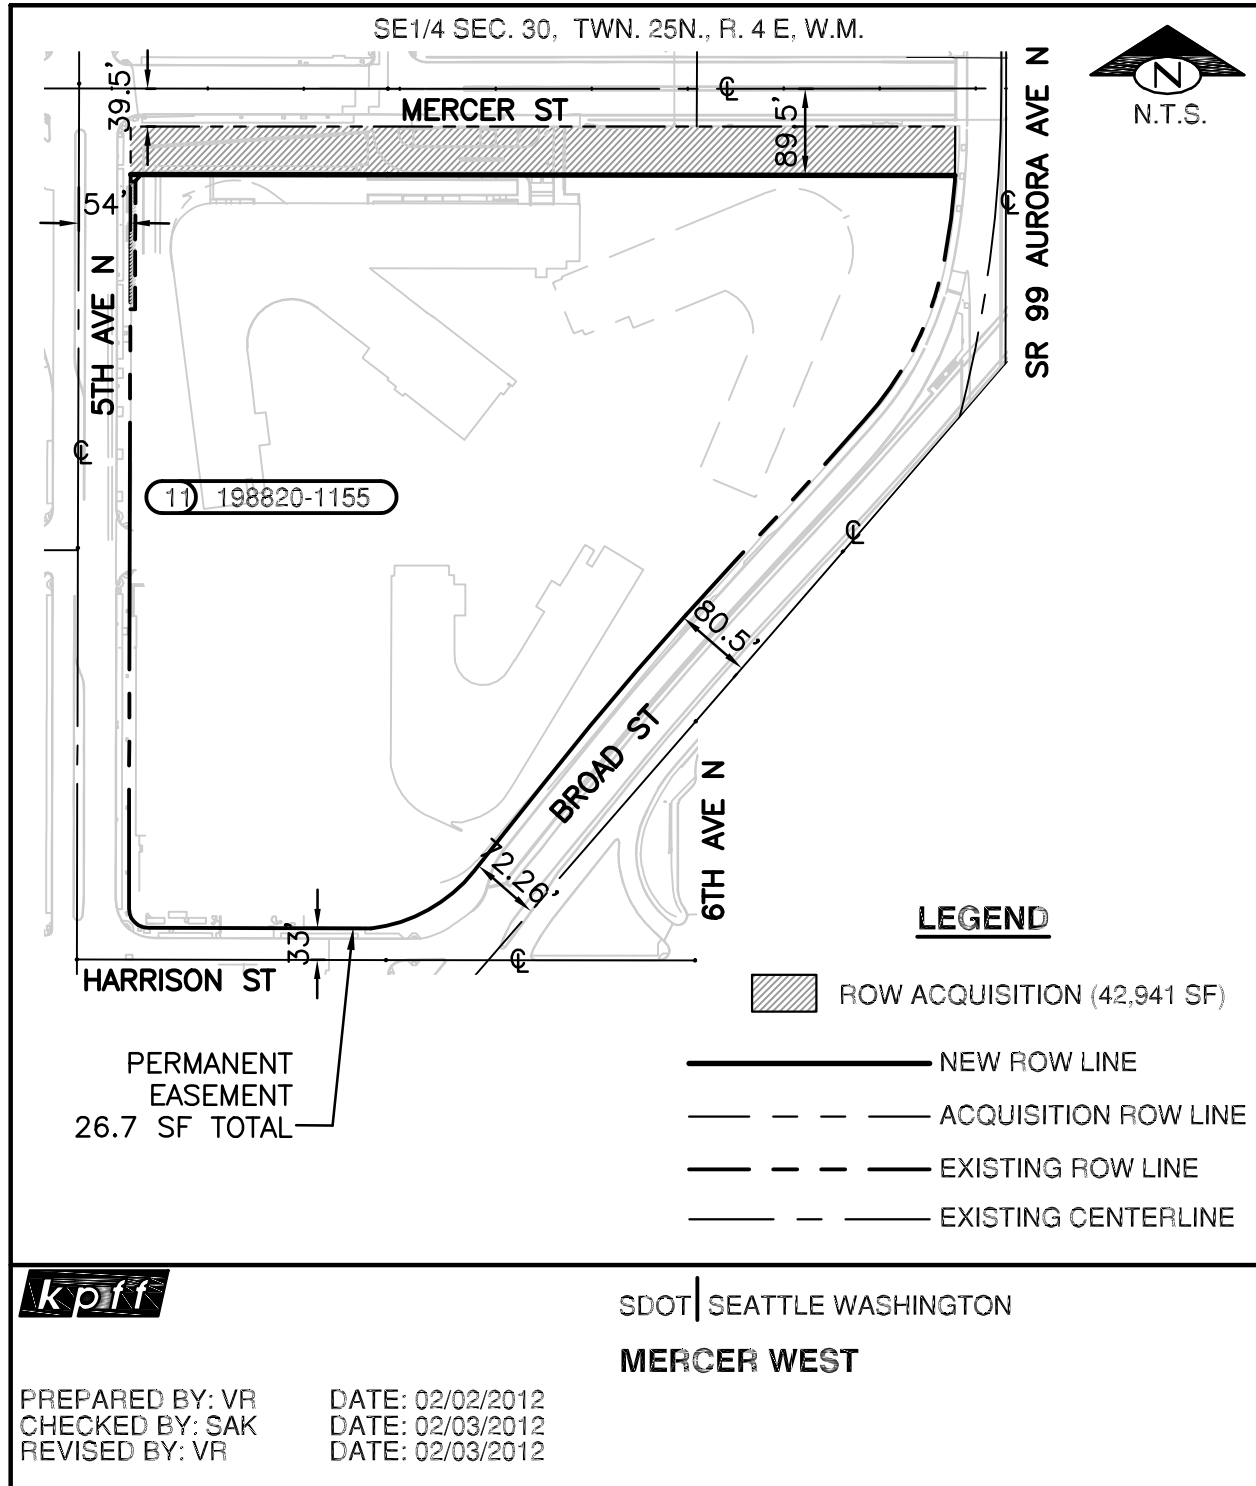 SE1/4 SEC. 30, TWN. 25N., R. 4 E, W.M.
N
N.T.S.
39.5'
MERCER ST
℄
89.5'
SR 99 AURORA AVE N
℄
54'
5TH AVE N
℄
11 198820-1155
℄
80.5'
BROAD ST
72.26'
6TH AVE N
33'
℄
HARRISON ST
PERMANENT
EASEMENT
26.7 SF TOTAL
LEGEND
ROW ACQUISITION (42,941 SF)
NEW ROW LINE
ACQUISITION ROW LINE
EXISTING ROW LINE
EXISTING CENTERLINE
kpff
SDOT | SEATTLE WASHINGTON
MERCER WEST
PREPARED BY: VR DATE: 02/02/2012
CHECKED BY: SAK DATE: 02/03/2012
REVISED BY: VR DATE: 02/03/2012